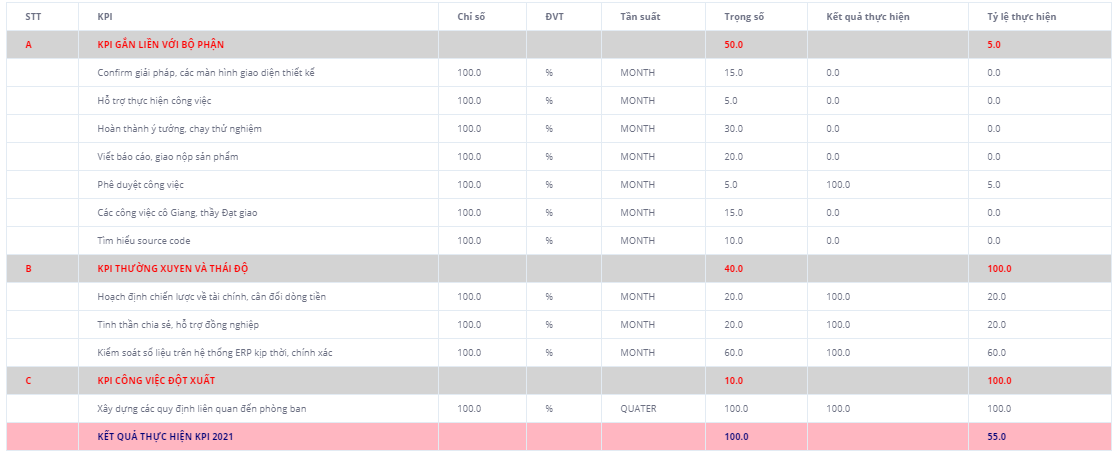 STT KPI Chỉ số ĐVT Tần suất Trọng số Kết quả thực hiện Tỷ lệ thực hiện
A KPI GẮN LIỀN VỚI BỘ PHẬN 50.0 5.0
Confirm giải pháp, các màn hình giao diện thiết kế 100.0 % MONTH 15.0 0.0 0.0
Hỗ trợ thực hiện công việc 100.0 % MONTH 5.0 0.0 0.0
Hoàn thành ý tưởng, chạy thử nghiệm 100.0 % MONTH 30.0 0.0 0.0
Viết báo cáo, giao nộp sản phẩm 100.0 % MONTH 20.0 0.0 0.0
Phê duyệt công việc 100.0 % MONTH 5.0 100.0 5.0
Các công việc cô Giang, thầy Đạt giao 100.0 % MONTH 15.0 0.0 0.0
Tìm hiểu source code 100.0 % MONTH 10.0 0.0 0.0
B KPI THƯỜNG XUYEN VÀ THÁI ĐỘ 40.0 100.0
Hoạch định chiến lược về tài chính, cân đối dòng tiền 100.0 % MONTH 20.0 100.0 20.0
Tinh thần chia sẻ, hỗ trợ đồng nghiệp 100.0 % MONTH 20.0 100.0 20.0
Kiểm soát số liệu trên hệ thống ERP kịp thời, chính xác 100.0 % MONTH 60.0 100.0 60.0
C KPI CÔNG VIỆC ĐỘT XUẤT 10.0 100.0
Xây dựng các quy định liên quan đến phòng ban 100.0 % QUATER 100.0 100.0 100.0
KẾT QUẢ THỰC HIỆN KPI 2021 100.0 55.0